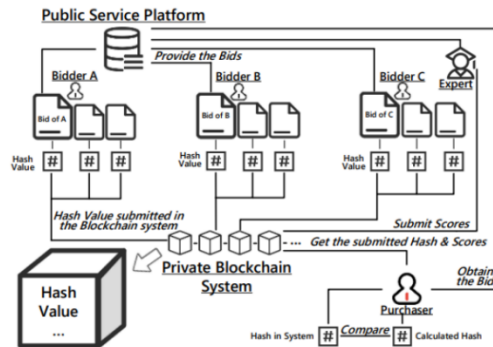 Public Service Platform
Provide the Bids
Bidder A
Bidder B
Bidder C
Expert
Bid of A
Bid of B
Bid of C
Hash
Value
# # #
Hash
Value
# # #
Hash
Value
# # #
Hash Value submitted in
the Blockchain system
Submit Scores
... Get the submitted Hash & Scores
Private Blockchain
System
Hash
Value
...
Obtain
the Bid
Purchaser
Hash in System # Compare # Calculated Hash